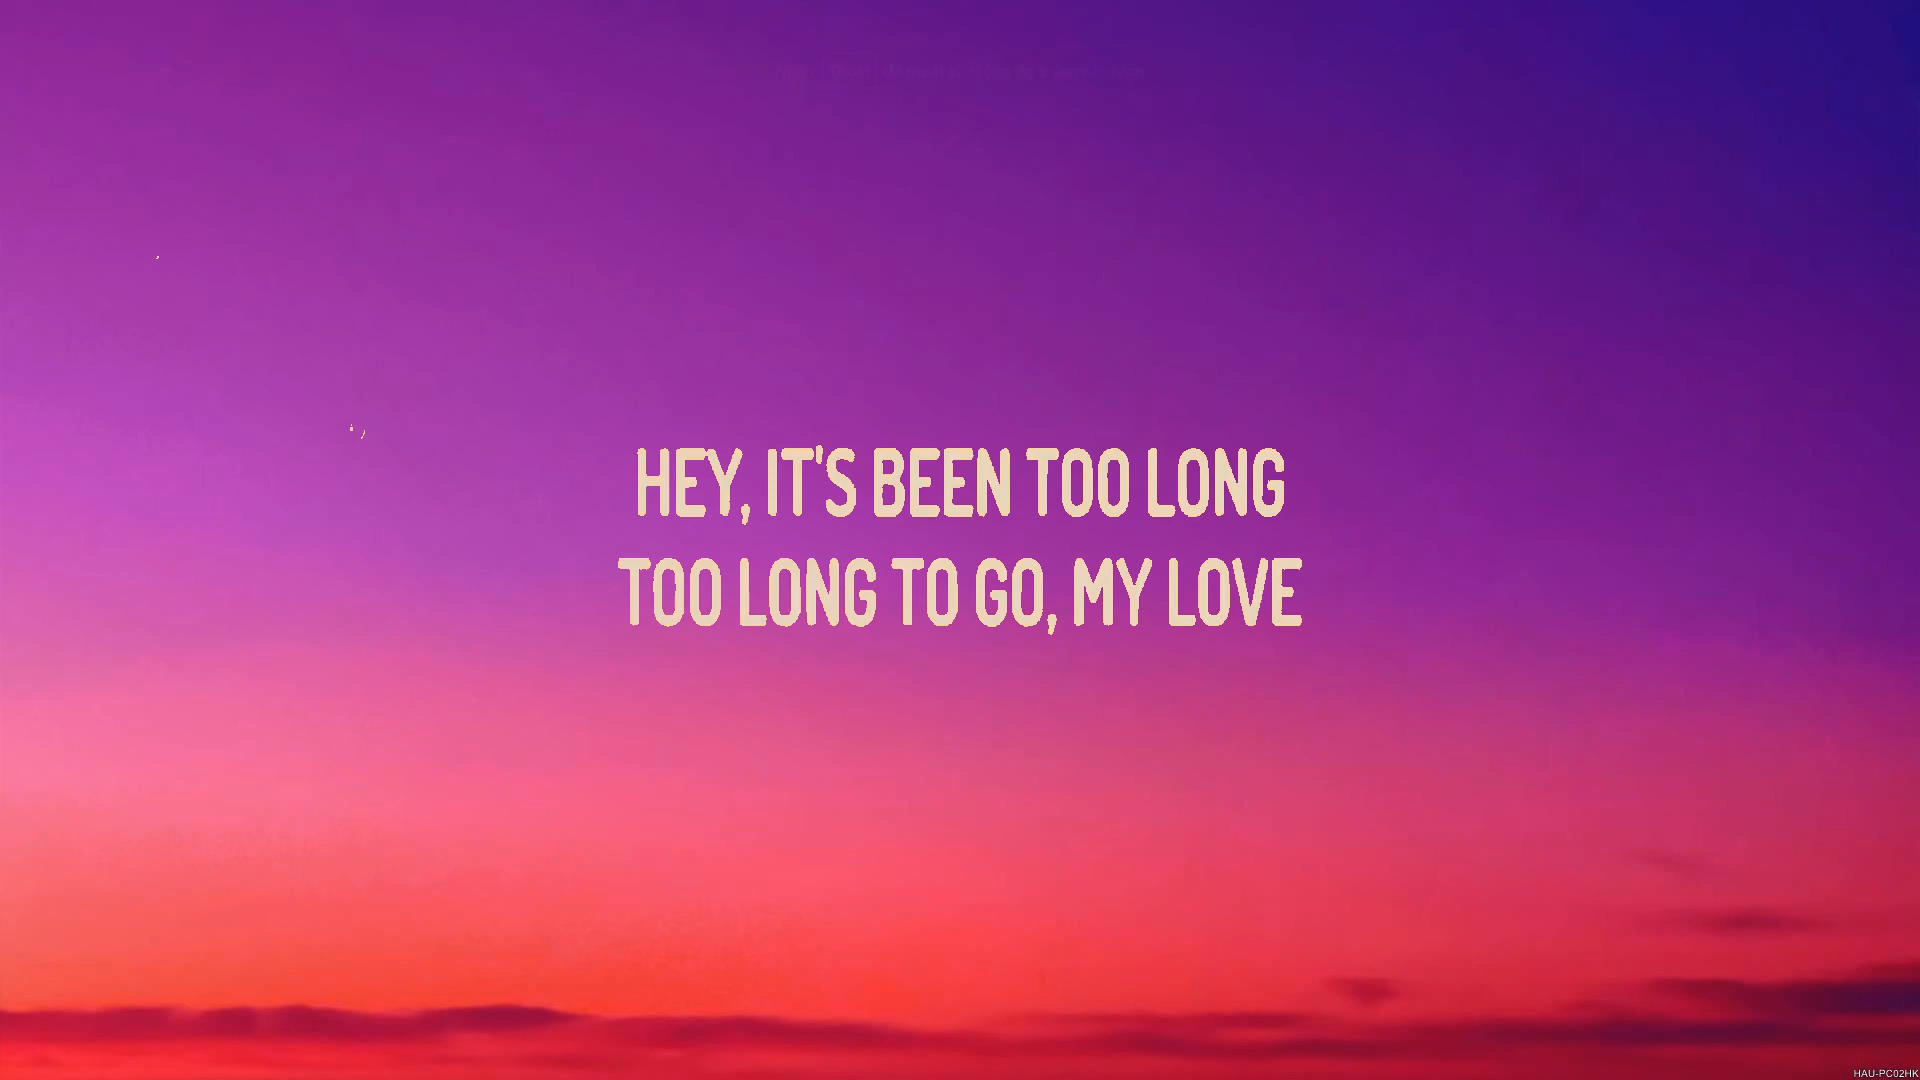 HEY, IT'S BEEN TOO LONG
TOO LONG TO GO, MY LOVE
HAU-PC02HK